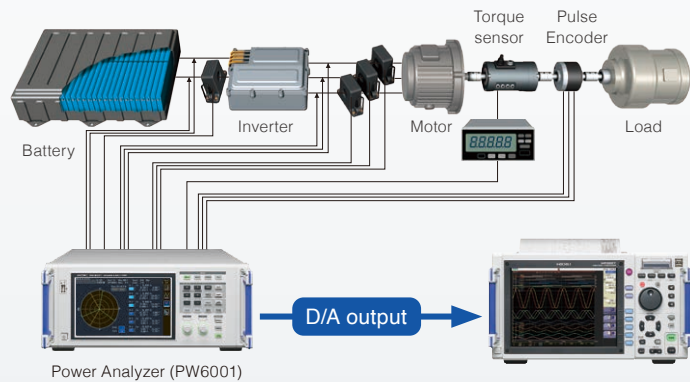 Torque
sensor
Pulse
Encoder
Battery
Inverter
Motor
Load
D/A output
Power Analyzer (PW6001)